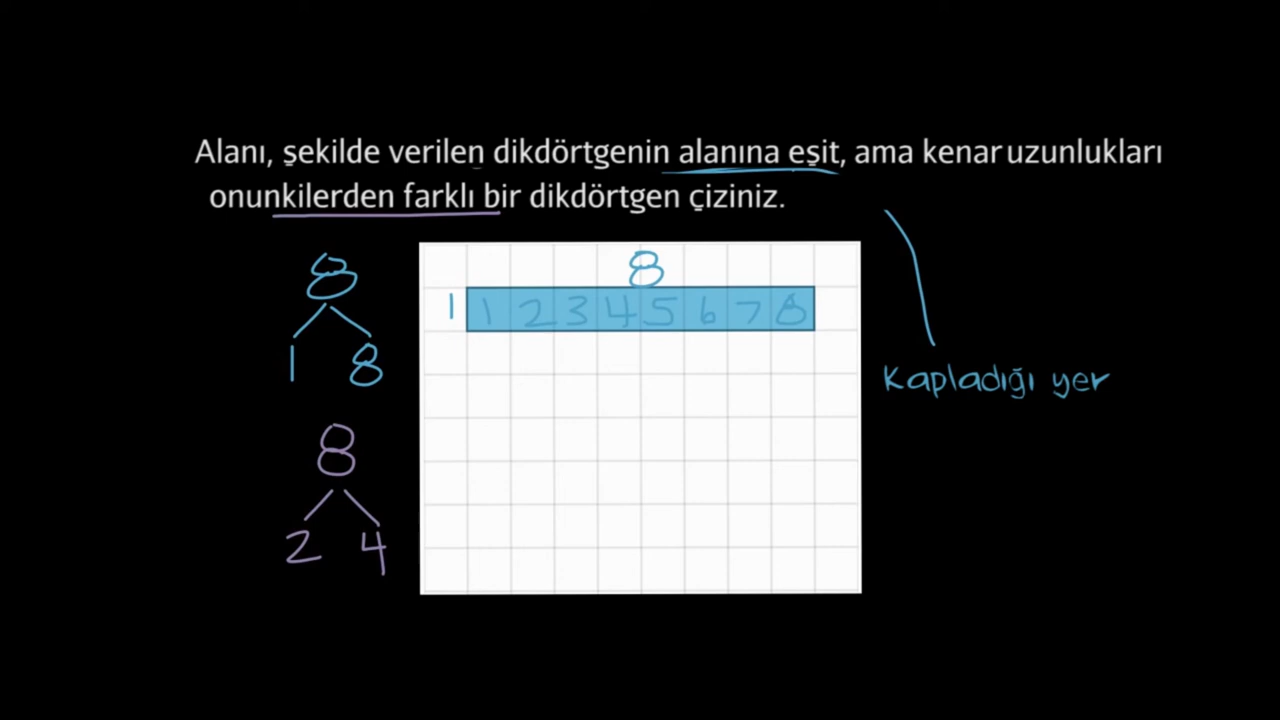 Alanı, şekilde verilen dikdörtgenin alanına eşit, ama kenar uzunlukları
onunkilerden farklı bir dikdörtgen çiziniz.
8
1 8
8
2 4
8
1 1 2 3 4 5 6 7 8
Kapladığı yer